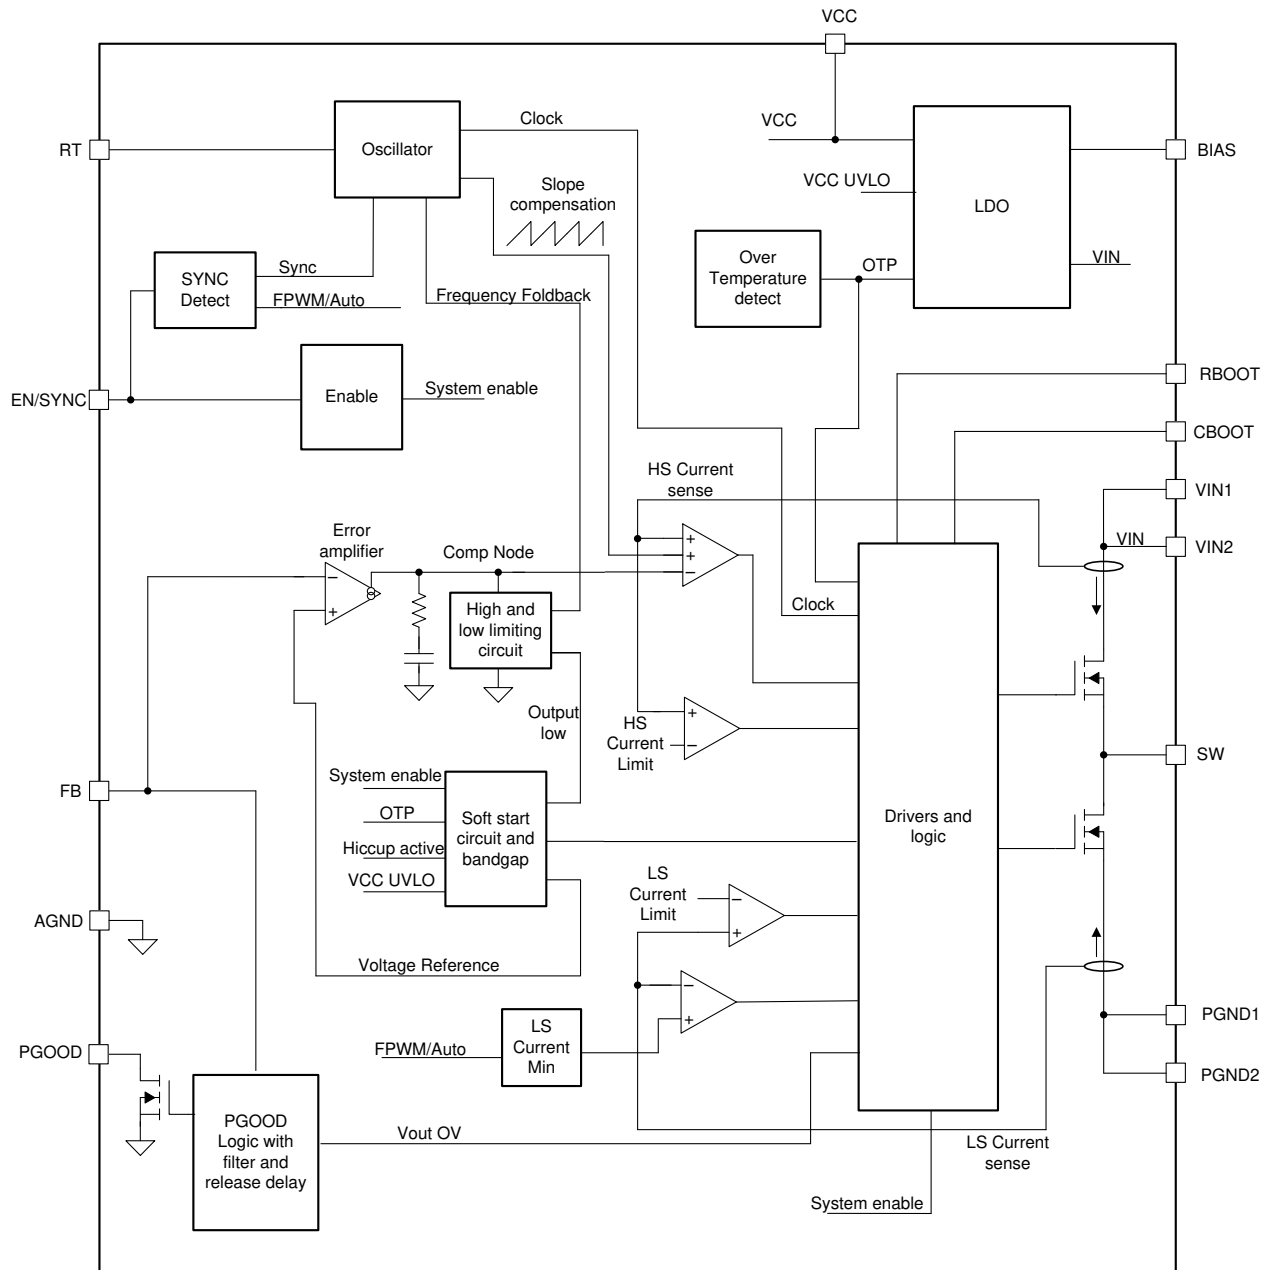 VCC
RT
Oscillator
Clock
VCC
BIAS
VCC UVLO
LDO
Slope
compensation
Over
Temperature
detect
OTP
VIN
SYNC
Detect
Sync
FPWM/Auto
Frequency Foldback
RBOOT
EN/SYNC
Enable
System enable
CBOOT
HS Current
sense
VIN1
Error
amplifier
Comp Node
+
+
−
VIN
VIN2
−
+
High and
low limiting
circuit
Clock
Output
low
HS
Current
Limit
+
−
SW
FB
System enable
OTP
Hiccup active
VCC UVLO
Soft start
circuit and
bandgap
Drivers and
logic
LS
Current
Limit
−
+
AGND
Voltage Reference
−
+
PGND1
PGOOD
FPWM/Auto
LS
Current
Min
PGND2
PGOOD
Logic with
filter and
release delay
Vout OV
LS Current
sense
System enable